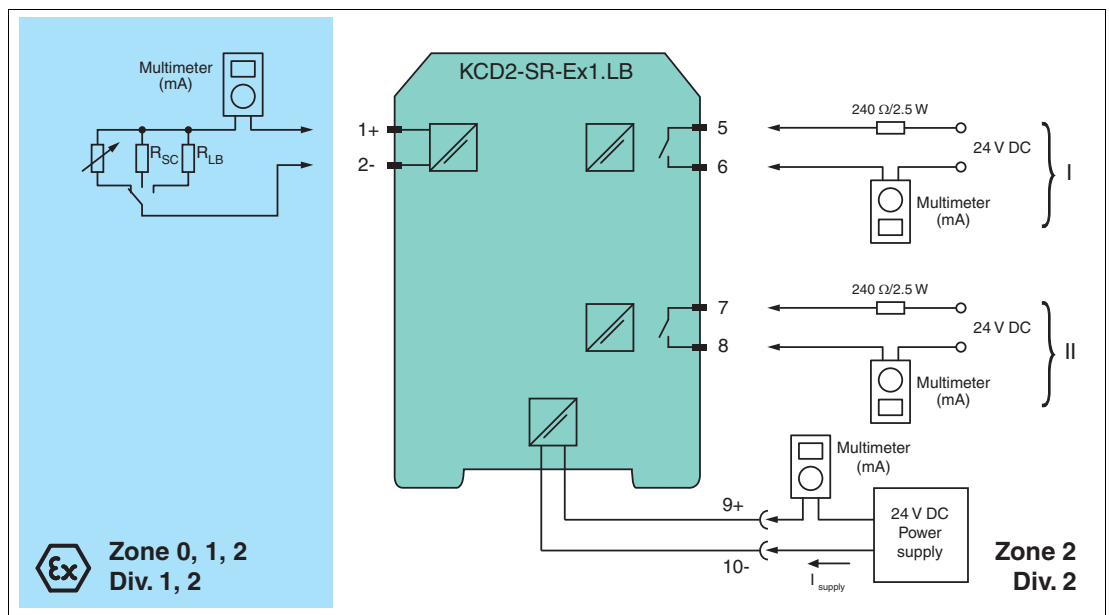 KCD2-SR-Ex1.LB
Multimeter
(mA)
RSC
RLB
1+
2-
5
6
240 Ω/2.5 W
24 V DC
Multimeter
(mA)
I
7
8
240 Ω/2.5 W
24 V DC
Multimeter
(mA)
II
Multimeter
(mA)
9+
10-
24 V DC
Power
supply
I supply
Ex
Zone 0, 1, 2
Div. 1, 2
Zone 2
Div. 2